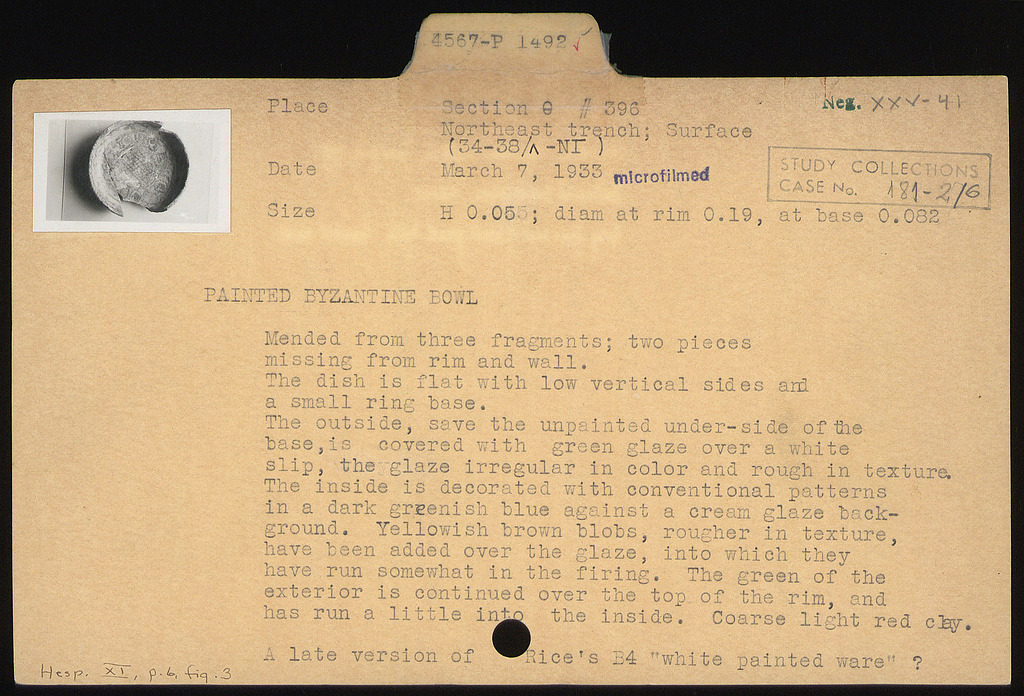 4567-P 1492 ✓
Neg. XXV-41
Place Section Θ # 396
Northeast trench; Surface
(34-38/Λ-ΝΓ)
Date March 7, 1933 microfilmed
STUDY COLLECTIONS
CASE No. 181-276
Size H 0.055; diam at rim 0.19, at base 0.082
PAINTED BYZANTINE BOWL
Mended from three fragments; two pieces
missing from rim and wall.
The dish is flat with low vertical sides and
a small ring base.
The outside, save the unpainted under-side of the
base, is covered with green glaze over a white
slip, the glaze irregular in color and rough in texture.
The inside is decorated with conventional patterns
in a dark greenish blue against a cream glaze back-
ground. Yellowish brown blobs, rougher in texture,
have been added over the glaze, into which they
have run somewhat in the firing. The green of the
exterior is continued over the top of the rim, and
has run a little into the inside. Coarse light red clay.
A late version of Rice's B4 "white painted ware" ?
Hesp. XI, p.6, fig.3